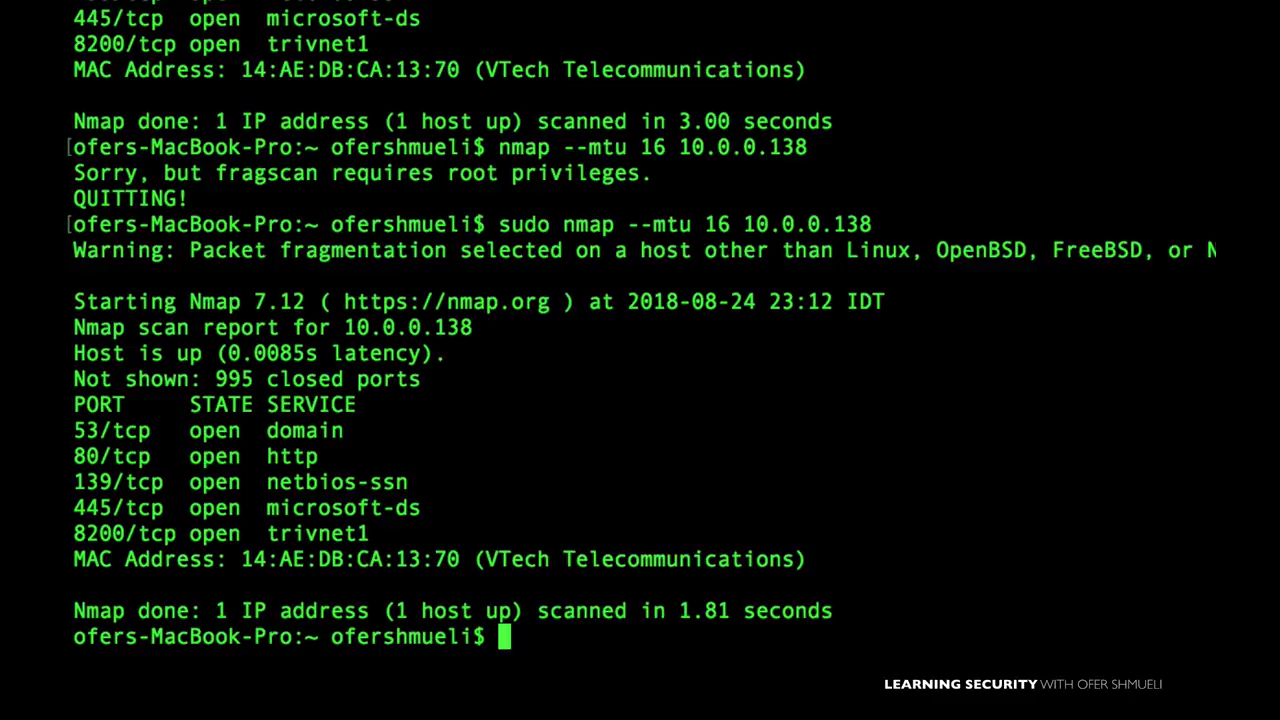 445/tcp open microsoft-ds
8200/tcp open trivnet1
MAC Address: 14:AE:DB:CA:13:70 (VTech Telecommunications)
Nmap done: 1 IP address (1 host up) scanned in 3.00 seconds
[ofers-MacBook-Pro:~ ofershmueli$ nmap --mtu 16 10.0.0.138
Sorry, but fragscan requires root privileges.
QUITTING!
[ofers-MacBook-Pro:~ ofershmueli$ sudo nmap --mtu 16 10.0.0.138
Warning: Packet fragmentation selected on a host other than Linux, OpenBSD, FreeBSD, or N
Starting Nmap 7.12 ( https://nmap.org ) at 2018-08-24 23:12 IDT
Nmap scan report for 10.0.0.138
Host is up (0.0085s latency).
Not shown: 995 closed ports
PORT STATE SERVICE
53/tcp open domain
80/tcp open http
139/tcp open netbios-ssn
445/tcp open microsoft-ds
8200/tcp open trivnet1
MAC Address: 14:AE:DB:CA:13:70 (VTech Telecommunications)
Nmap done: 1 IP address (1 host up) scanned in 1.81 seconds
ofers-MacBook-Pro:~ ofershmueli$
LEARNING SECURITY WITH OFER SHMUELI